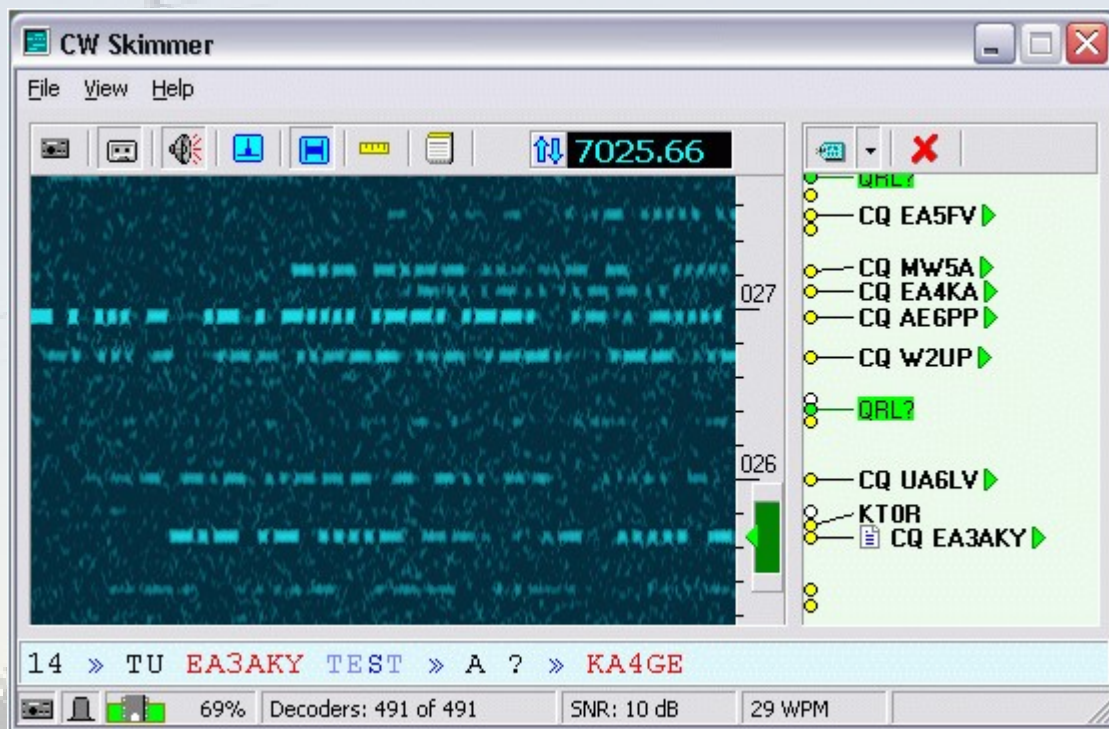 CW Skimmer
File View Help
7025.66
QRL?
CQ EA5FV
CQ MW5A
027
CQ EA4KA
CQ AE6PP
CQ W2UP
QRL?
026
CQ UA6LV
KT0R
CQ EA3AKY
14 » TU EA3AKY TEST » A ? » KA4GE
69% Decoders: 491 of 491 SNR: 10 dB 29 WPM